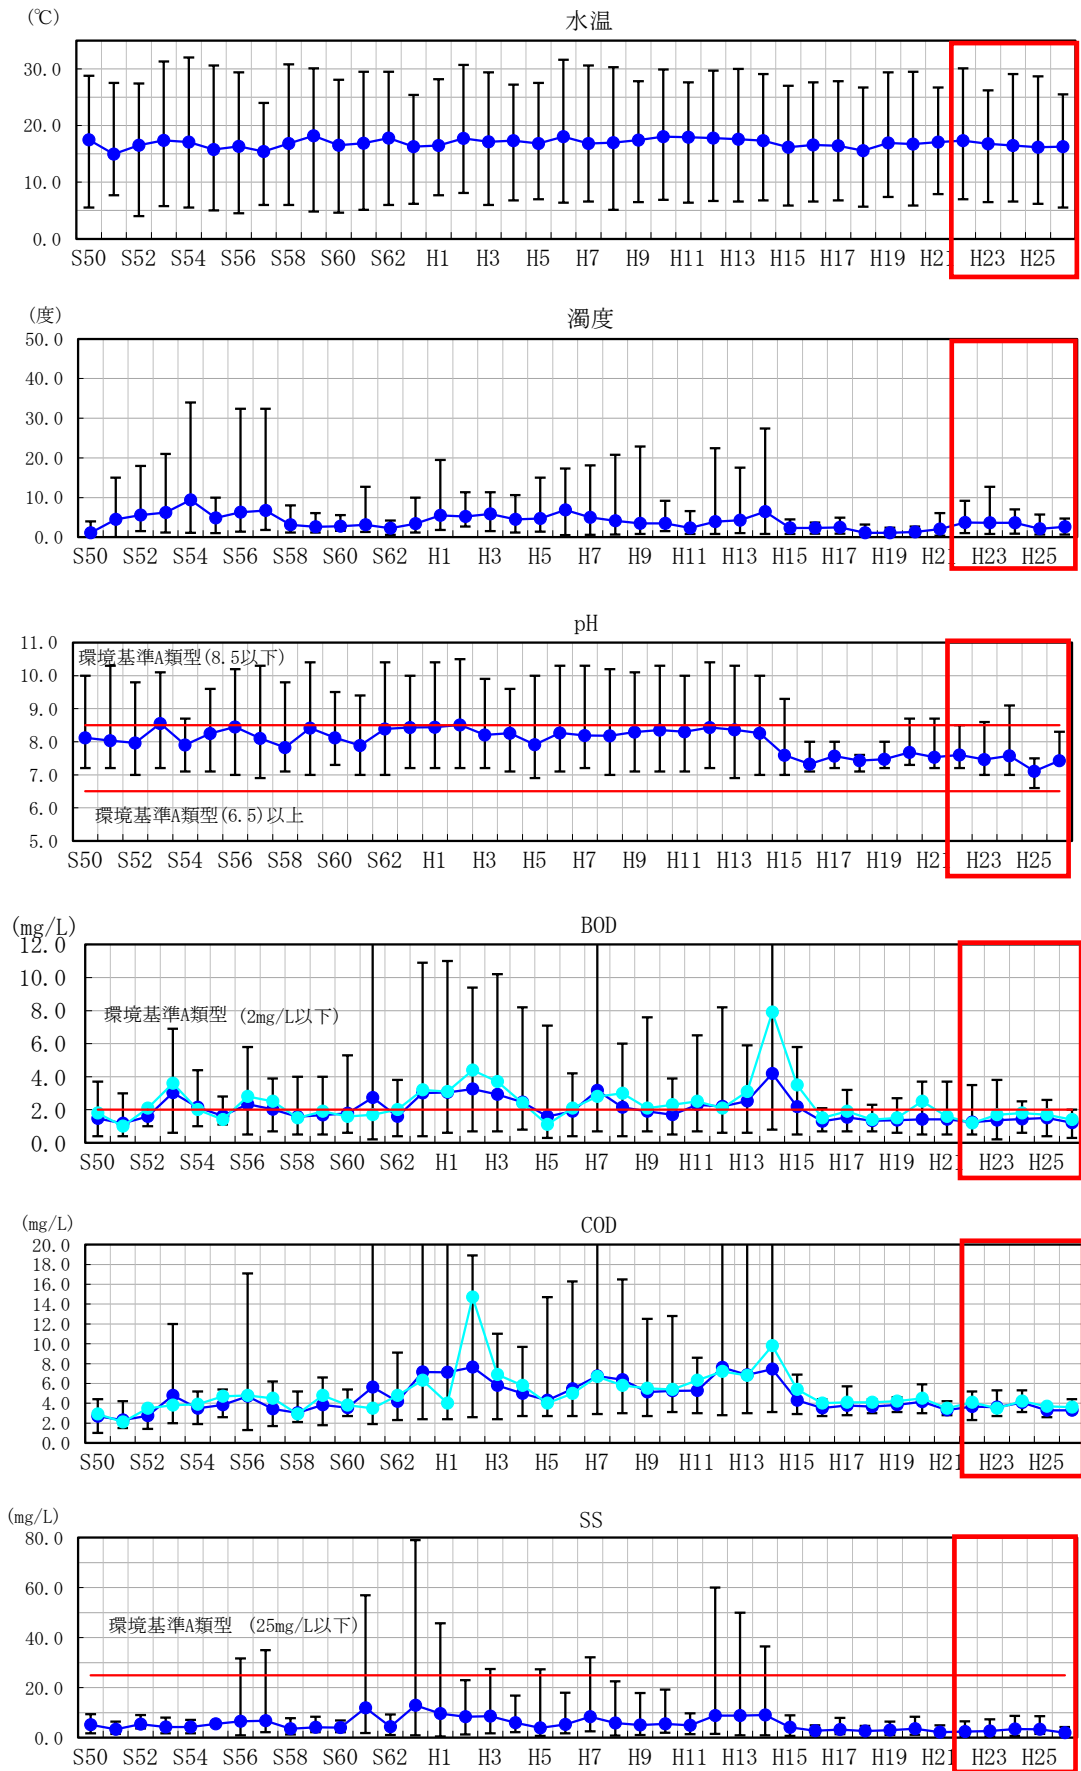 (℃)
水温
30.0
20.0
10.0
0.0
S50 S52 S54 S56 S58 S60 S62 H1 H3 H5 H7 H9 H11 H13 H15 H17 H19 H21 H23 H25
(度)
濁度
50.0
40.0
30.0
20.0
10.0
0.0
S50 S52 S54 S56 S58 S60 S62 H1 H3 H5 H7 H9 H11 H13 H15 H17 H19 H21 H23 H25
pH
11.0
環境基準A類型(8.5以下)
10.0
9.0
8.0
7.0
6.0
環境基準A類型(6.5)以上
5.0
S50 S52 S54 S56 S58 S60 S62 H1 H3 H5 H7 H9 H11 H13 H15 H17 H19 H21 H23 H25
(mg/L)
BOD
12.0
10.0
8.0
環境基準A類型 (2mg/L以下)
6.0
4.0
2.0
0.0
S50 S52 S54 S56 S58 S60 S62 H1 H3 H5 H7 H9 H11 H13 H15 H17 H19 H21 H23 H25
(mg/L)
COD
20.0
18.0
16.0
14.0
12.0
10.0
8.0
6.0
4.0
2.0
0.0
S50 S52 S54 S56 S58 S60 S62 H1 H3 H5 H7 H9 H11 H13 H15 H17 H19 H21 H23 H25
(mg/L)
SS
80.0
60.0
環境基準A類型 (25mg/L以下)
40.0
20.0
0.0
S50 S52 S54 S56 S58 S60 S62 H1 H3 H5 H7 H9 H11 H13 H15 H17 H19 H21 H23 H25